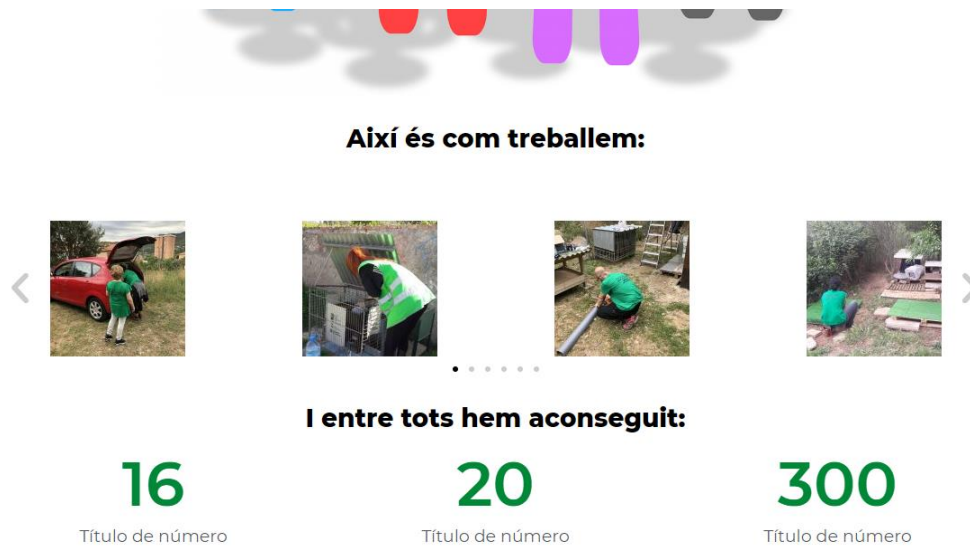 Així és com treballem:
I entre tots hem aconseguit:
16 20 300
Título de número Título de número Título de número